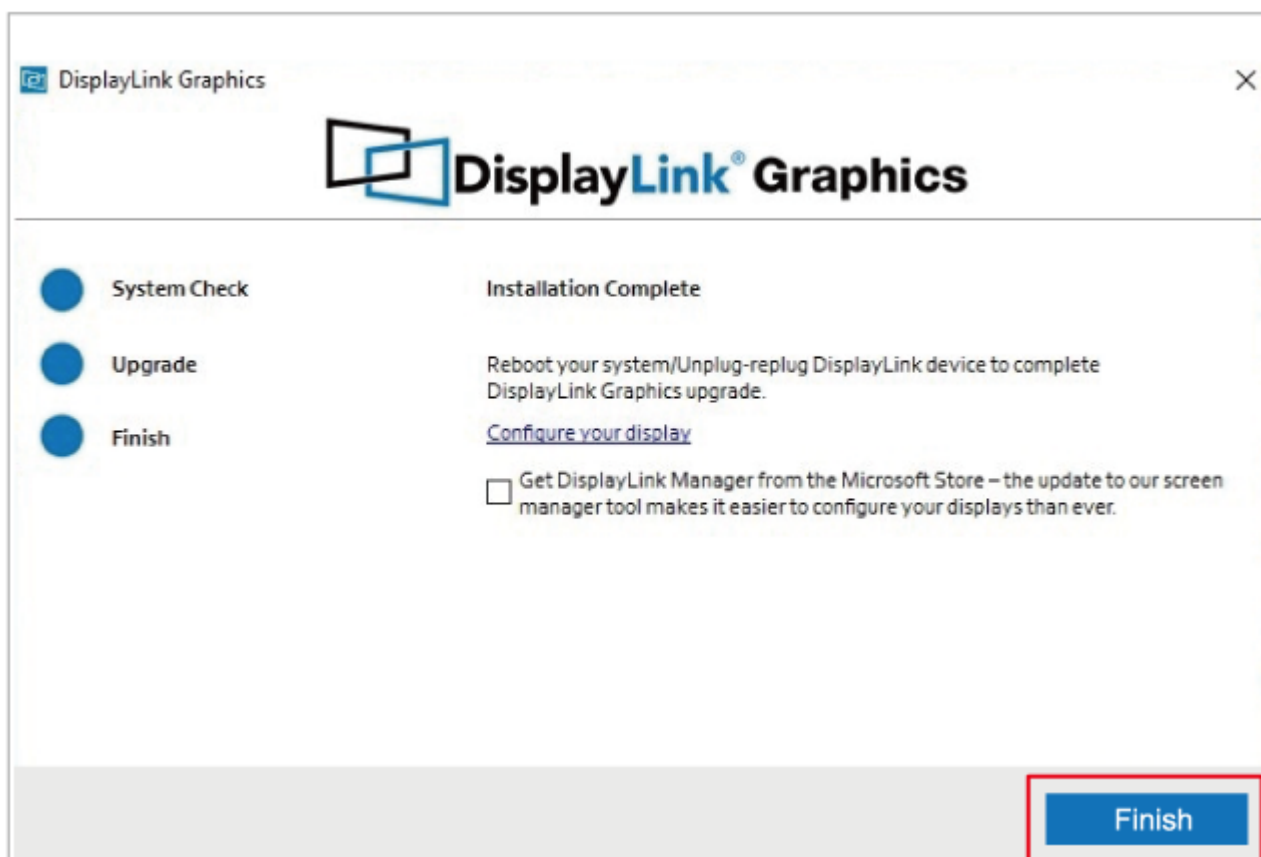 DisplayLink Graphics
DisplayLink® Graphics
System Check
Upgrade
Finish
Installation Complete
Reboot your system/Unplug-replug DisplayLink device to complete
DisplayLink Graphics upgrade.
Configure your display
Get DisplayLink Manager from the Microsoft Store – the update to our screen
manager tool makes it easier to configure your displays than ever.
Finish